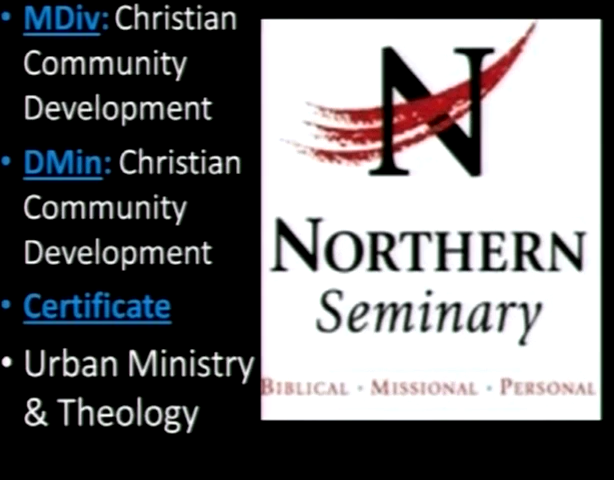 • MDiv: Christian
Community
Development
• DMin: Christian
Community
Development
• Certificate
• Urban Ministry
& Theology
N
NORTHERN
Seminary
BIBLICAL • MISSIONAL • PERSONAL